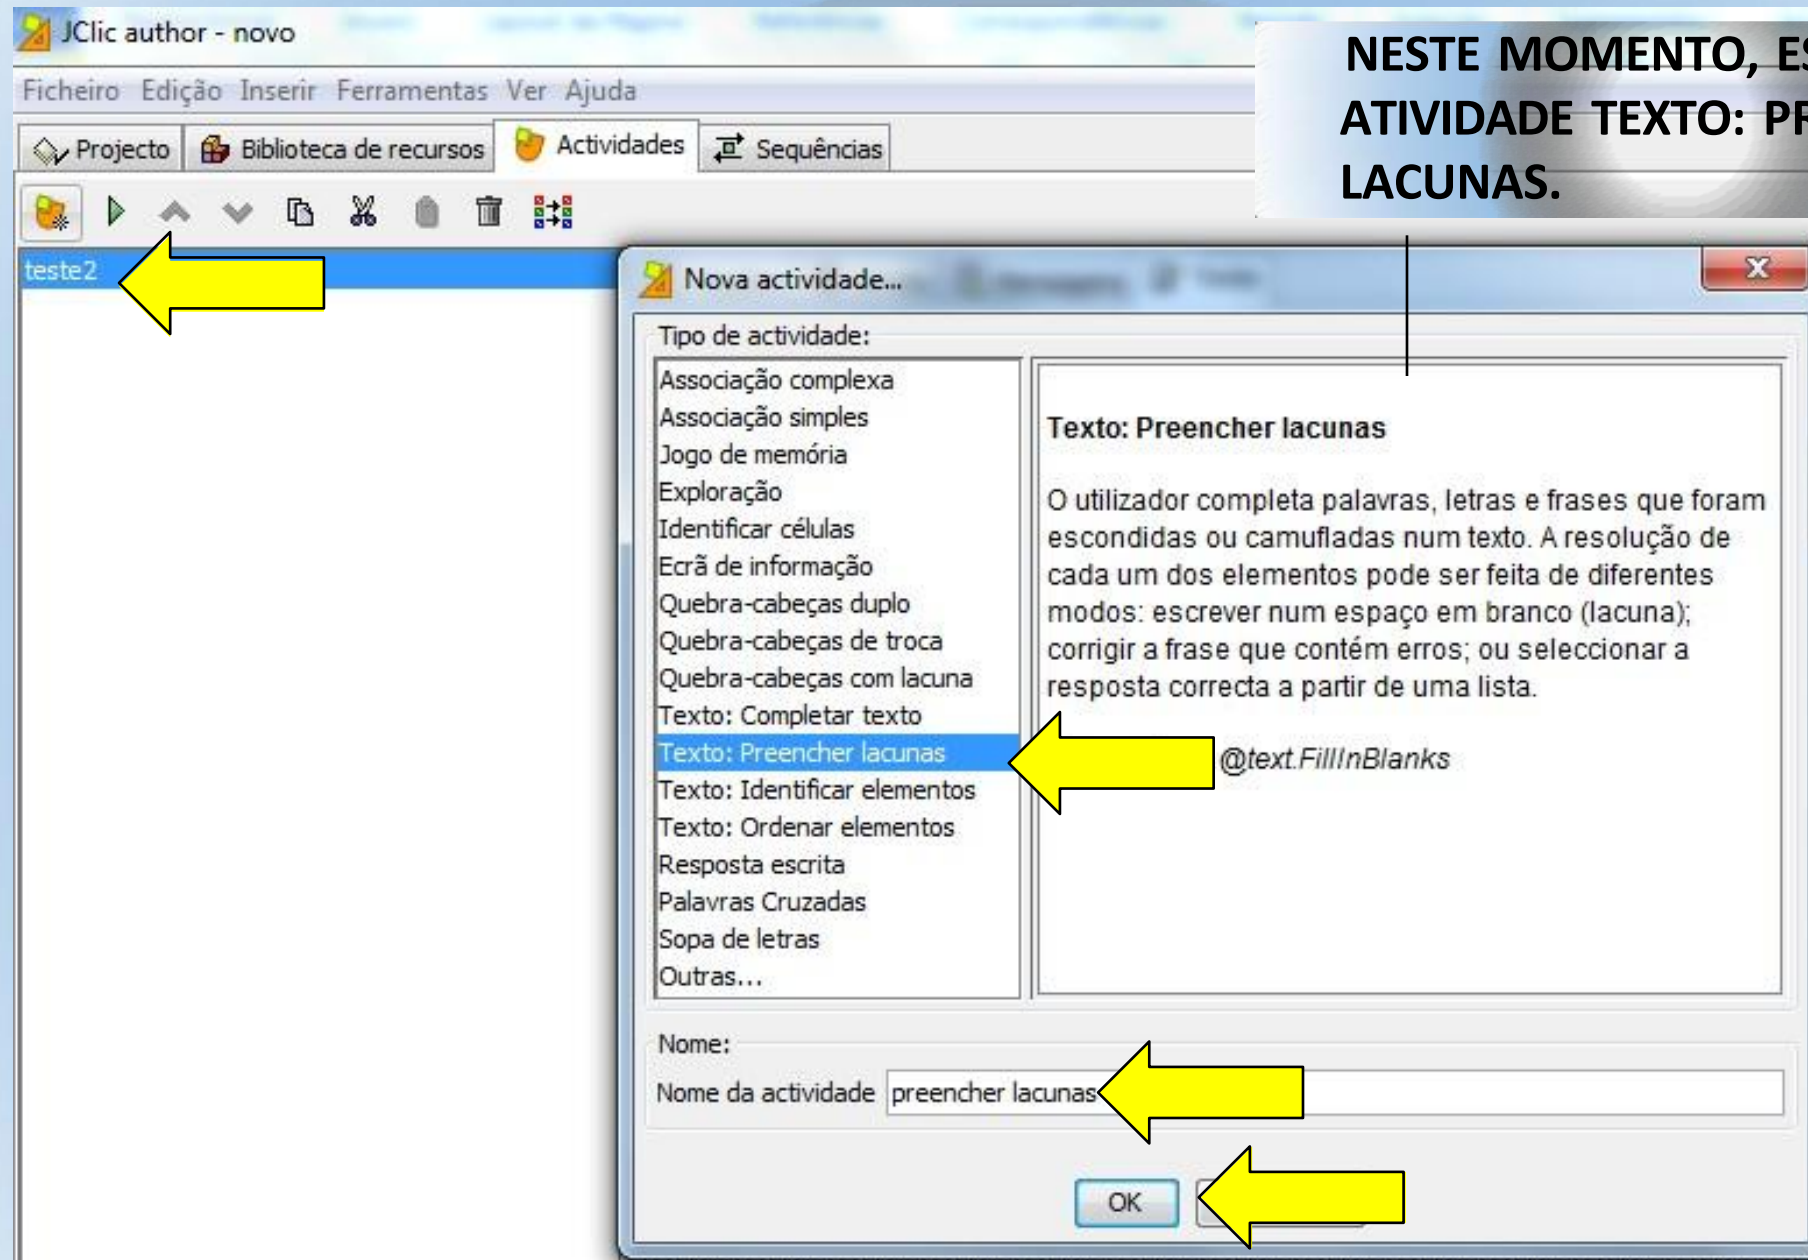 JClic author - novo
Ficheiro Edição Inserir Ferramentas Ver Ajuda
Projecto Biblioteca de recursos Actividades Sequências
NESTE MOMENTO, ES
ATIVIDADE TEXTO: PR
LACUNAS.
teste2
Nova actividade...
Tipo de actividade:
Associação complexa
Associação simples
Jogo de memória
Exploração
Identificar células
Ecrã de informação
Quebra-cabeças duplo
Quebra-cabeças de troca
Quebra-cabeças com lacuna
Texto: Completar texto
Texto: Preencher lacunas
Texto: Identificar elementos
Texto: Ordenar elementos
Resposta escrita
Palavras Cruzadas
Sopa de letras
Outras...
Texto: Preencher lacunas
O utilizador completa palavras, letras e frases que foram
escondidas ou camufladas num texto. A resolução de
cada um dos elementos pode ser feita de diferentes
modos: escrever num espaço em branco (lacuna);
corrigir a frase que contém erros; ou seleccionar a
resposta correcta a partir de uma lista.
@text.FillInBlanks
Nome:
Nome da actividade preencher lacunas
OK